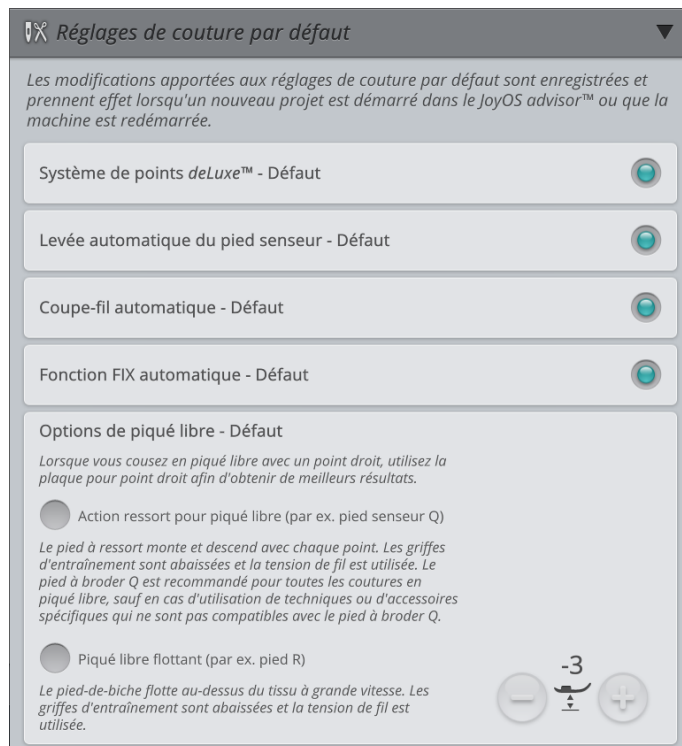 Réglages de couture par défaut
Les modifications apportées aux réglages de couture par défaut sont enregistrées et
prennent effet lorsqu'un nouveau projet est démarré dans le JoyOS advisor™ ou que la
machine est redémarrée.
Système de points deLuxe™ - Défaut
Levée automatique du pied senseur - Défaut
Coupe-fil automatique - Défaut
Fonction FIX automatique - Défaut
Options de piqué libre - Défaut
Lorsque vous cousez en piqué libre avec un point droit, utilisez la
plaque pour point droit afin d'obtenir de meilleurs résultats.
Action ressort pour piqué libre (par ex. pied senseur Q)
Le pied à ressort monte et descend avec chaque point. Les griffes
d'entraînement sont abaissées et la tension de fil est utilisée. Le
pied à broder Q est recommandé pour toutes les coutures en
piqué libre, sauf en cas d'utilisation de techniques ou d'accessoires
spécifiques qui ne sont pas compatibles avec le pied à broder Q.
Piqué libre flottant (par ex. pied R)
-3
Le pied-de-biche flotte au-dessus du tissu à grande vitesse. Les
griffes d'entraînement sont abaissées et la tension de fil est
utilisée.